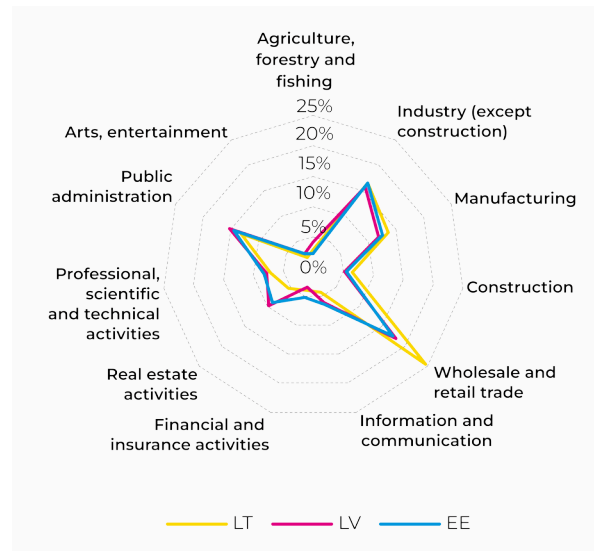 Agriculture,
forestry and
fishing
25%
20%
15%
10%
5%
0%
Industry (except
construction)
Manufacturing
Construction
Wholesale and
retail trade
Information and
communication
Financial and
insurance activities
Real estate
activities
Professional,
scientific
and technical
activities
Public
administration
Arts, entertainment
LT
LV
EE